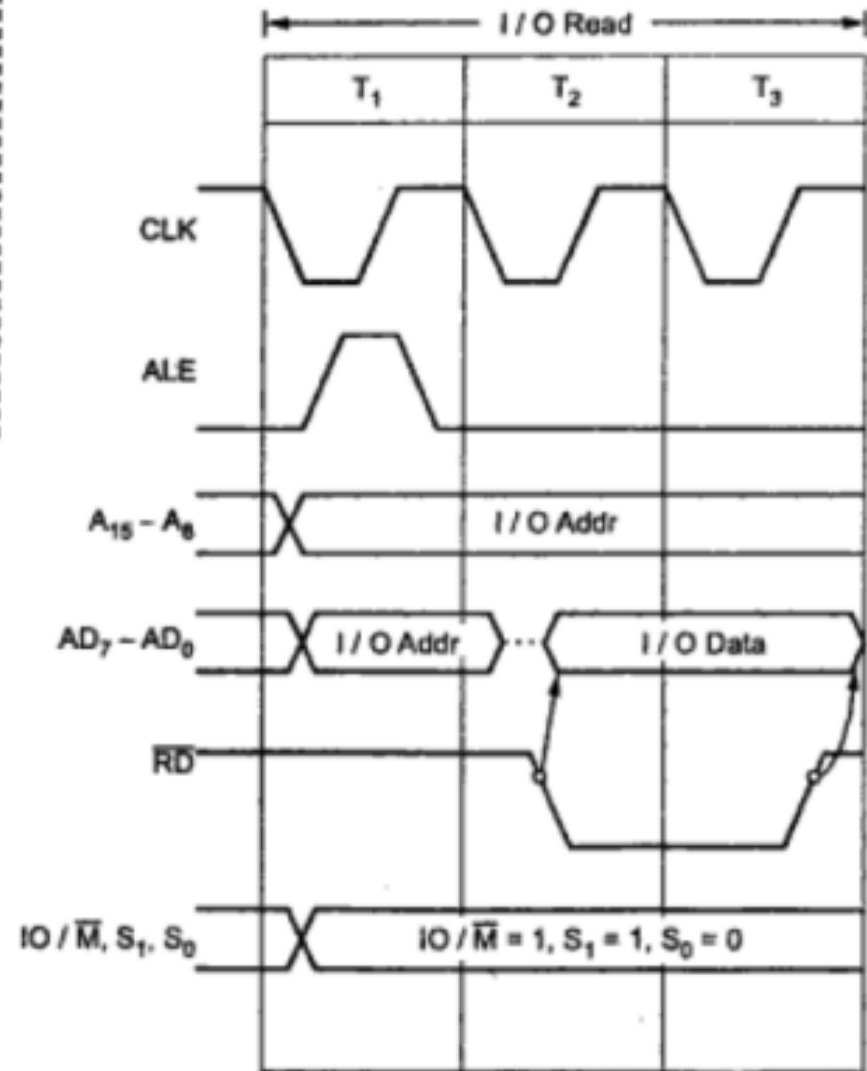 I / O Read
T₁ T₂ T₃
CLK
ALE
A₁₅ – A₈ I / O Addr
AD₇ – AD₀ I / O Addr I / O Data
R̅D̅
IO / M̅, S₁, S₀ IO / M̅ = 1, S₁ = 1, S₀ = 0